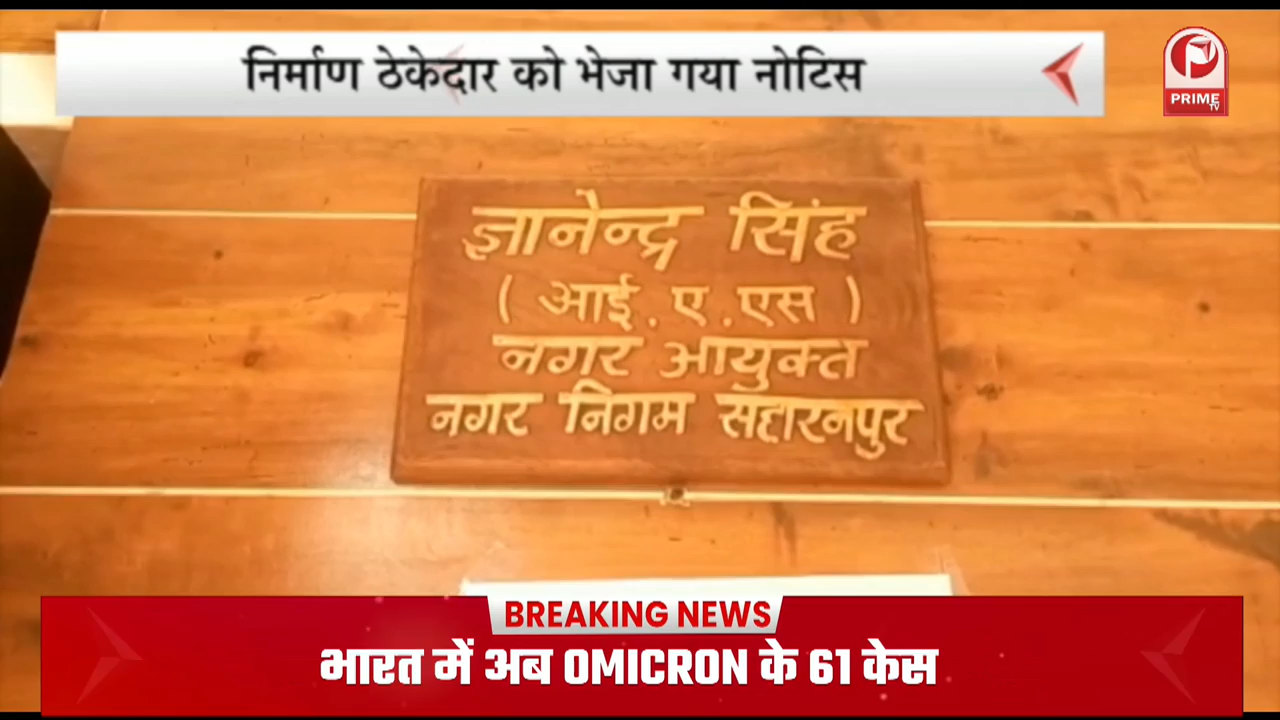 निर्माण ठेकेदार को भेजा गया नोटिस
PRIME
TV
ज्ञानेन्द्र सिंह
( आई . ए . एस )
नगर आयुक्त
नगर निगम सहारनपुर
BREAKING NEWS
भारत में अब OMICRON के 61 केस